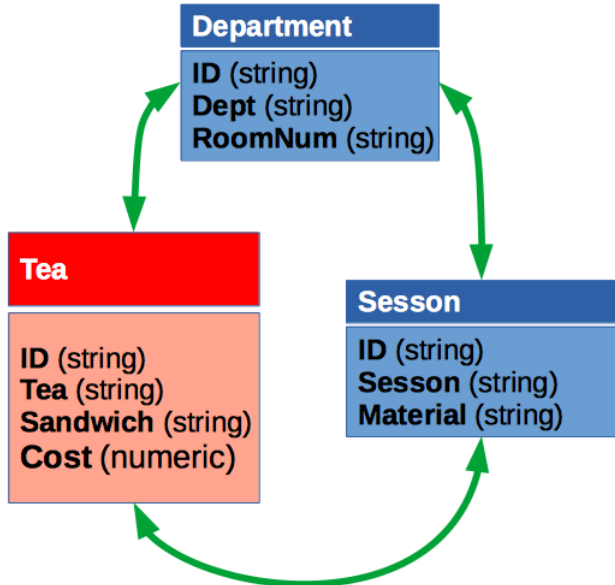 Department
ID (string)
Dept (string)
RoomNum (string)
Tea
ID (string)
Tea (string)
Sandwich (string)
Cost (numeric)
Sesson
ID (string)
Sesson (string)
Material (string)